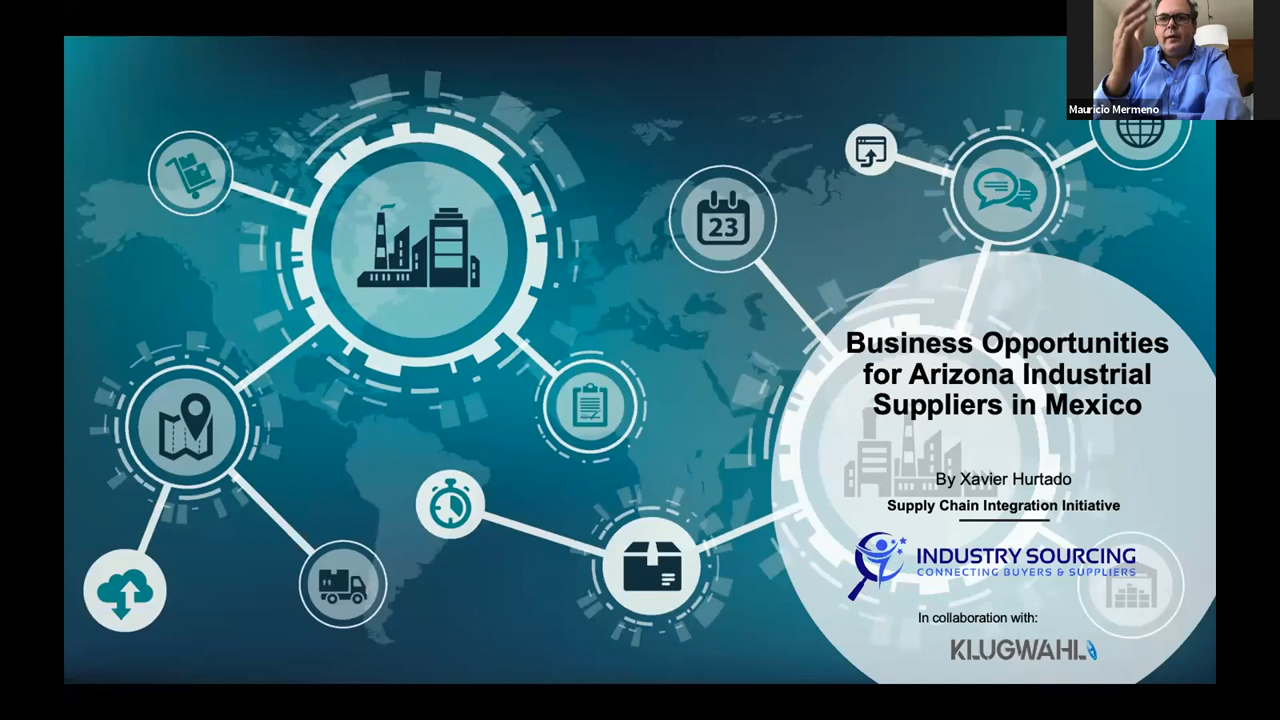 Mauricio Mermeno
23
Business Opportunities
for Arizona Industrial
Suppliers in Mexico
By Xavier Hurtado
Supply Chain Integration Initiative
INDUSTRY SOURCING
CONNECTING BUYERS & SUPPLIERS
In collaboration with:
KLUGWAHL